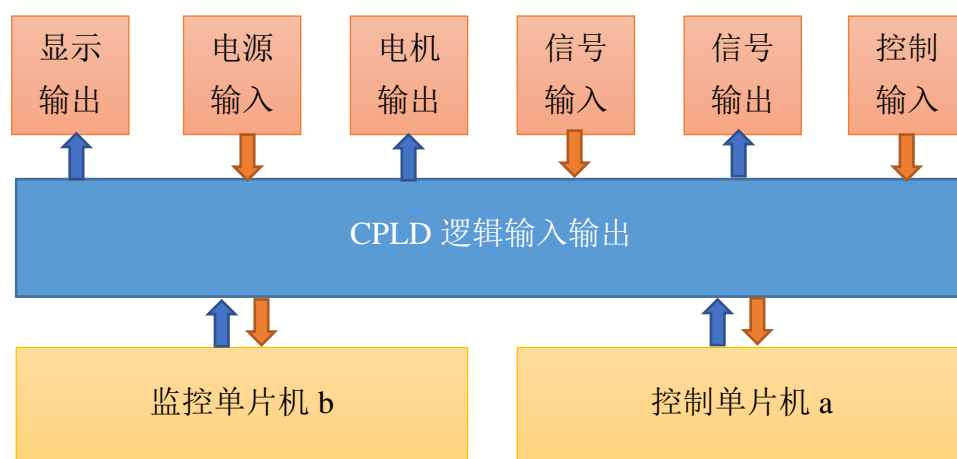 显示
输出
电源
输入
电机
输出
信号
输入
信号
输出
控制
输入
CPLD 逻辑输入输出
监控单片机 b
控制单片机 a